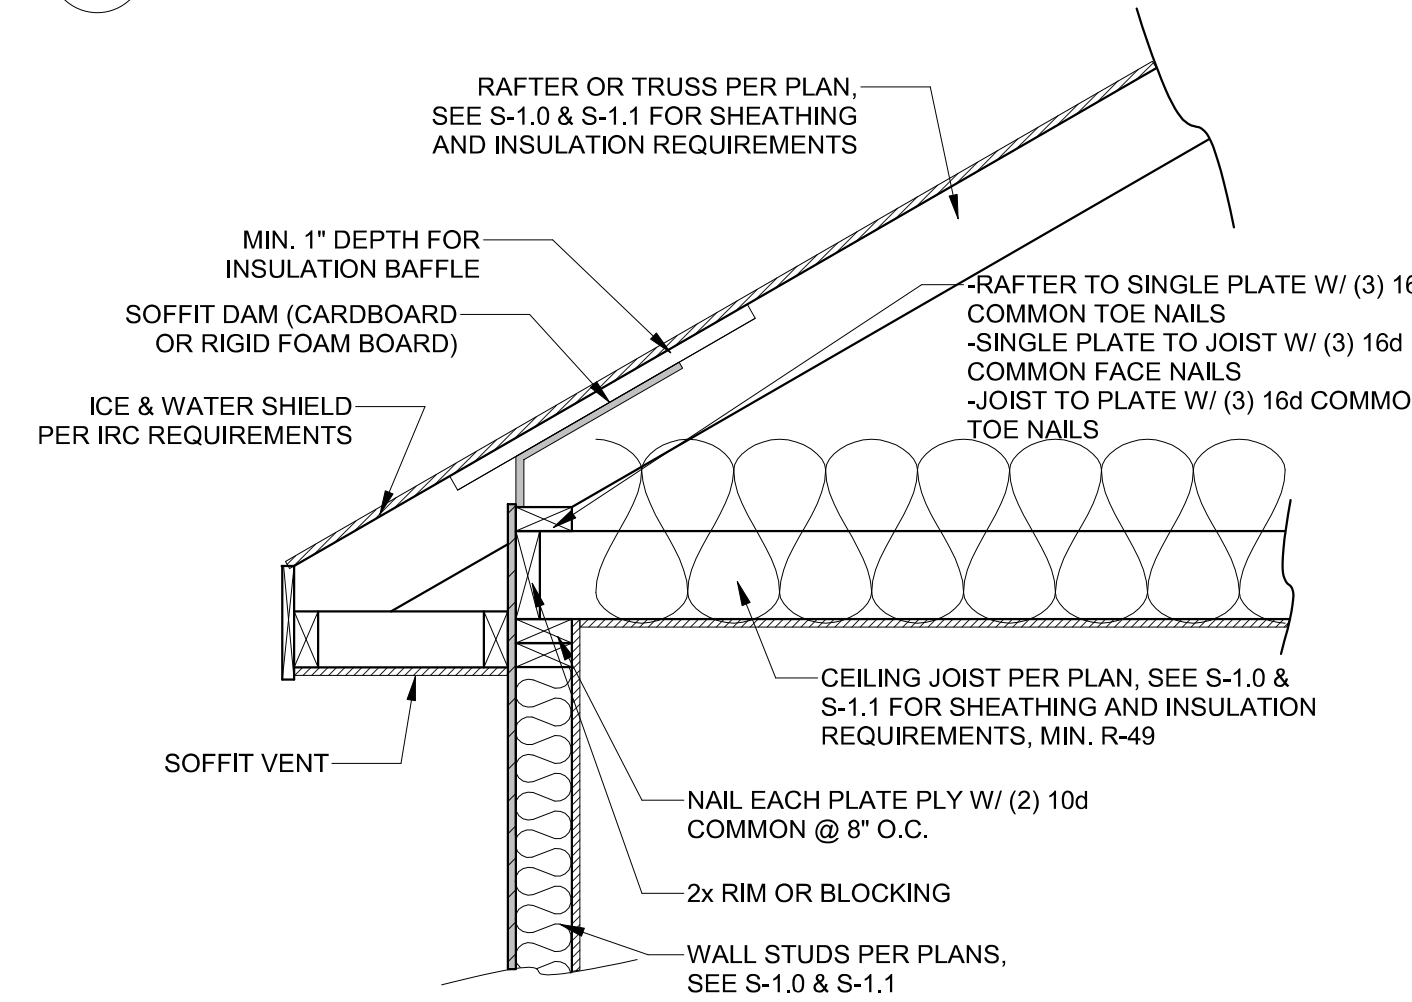 RAFTER OR TRUSS PER PLAN,
SEE S-1.0 & S-1.1 FOR SHEATHING
AND INSULATION REQUIREMENTS
MIN. 1" DEPTH FOR
INSULATION BAFFLE
SOFFIT DAM (CARDBOARD
OR RIGID FOAM BOARD)
ICE & WATER SHIELD
PER IRC REQUIREMENTS
-RAFTER TO SINGLE PLATE W/ (3)
COMMON TOE NAILS
-SINGLE PLATE TO JOIST W/ (3) 16d
COMMON FACE NAILS
-JOIST TO PLATE W/ (3) 16d
TOE NAILS
CEILING JOIST PER PLAN, SEE S-1.0 &
S-1.1 FOR SHEATHING AND INSULATION
REQUIREMENTS, MIN. R-49
SOFFIT VENT
NAIL EACH PLATE PLY W/ (2) 10d
COMMON @ 8" O.C.
2x RIM OR BLOCKING
WALL STUDS PER PLANS,
SEE S-1.0 & S-1.1